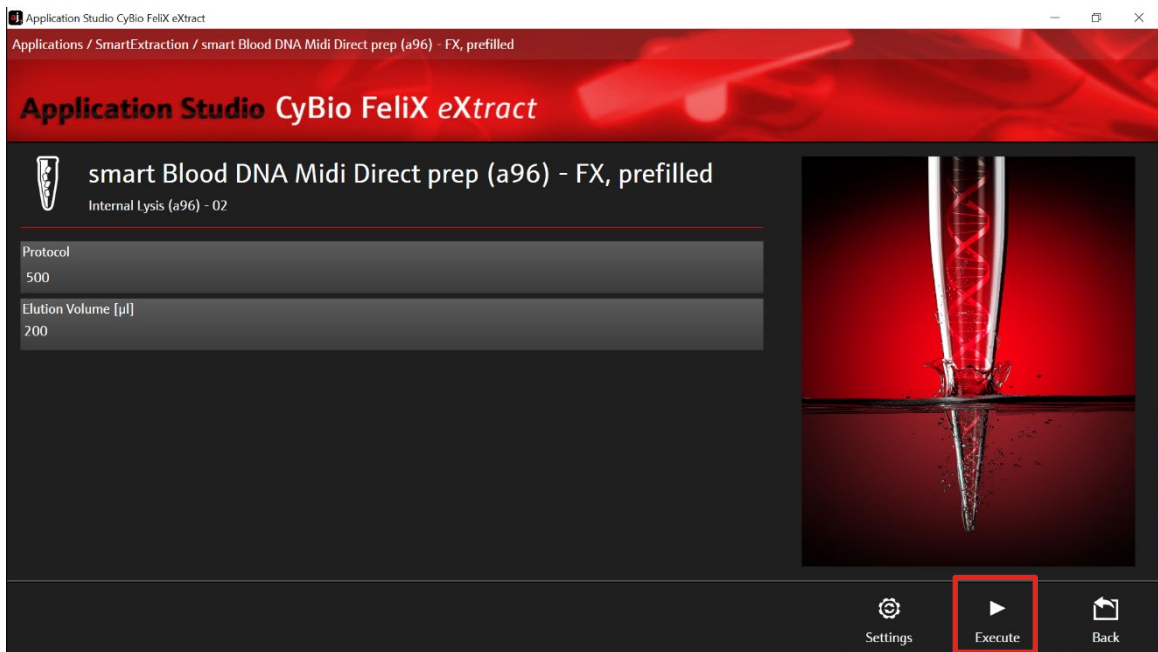 Application Studio CyBio FeliX eXtract
Applications / SmartExtraction / smart Blood DNA Midi Direct prep (a96) - FX, prefilled
Application Studio CyBio FeliX eXtract
smart Blood DNA Midi Direct prep (a96) - FX, prefilled
Internal Lysis (a96) - 02
Protocol
500
Elution Volume [µl]
200
Settings
Execute
Back